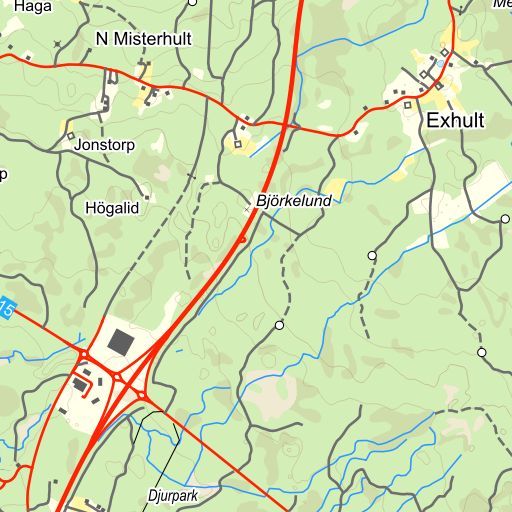 Haga
N Misterhult
Exhult
Jonstorp
Högalid
Björkelund
15
Djurpark